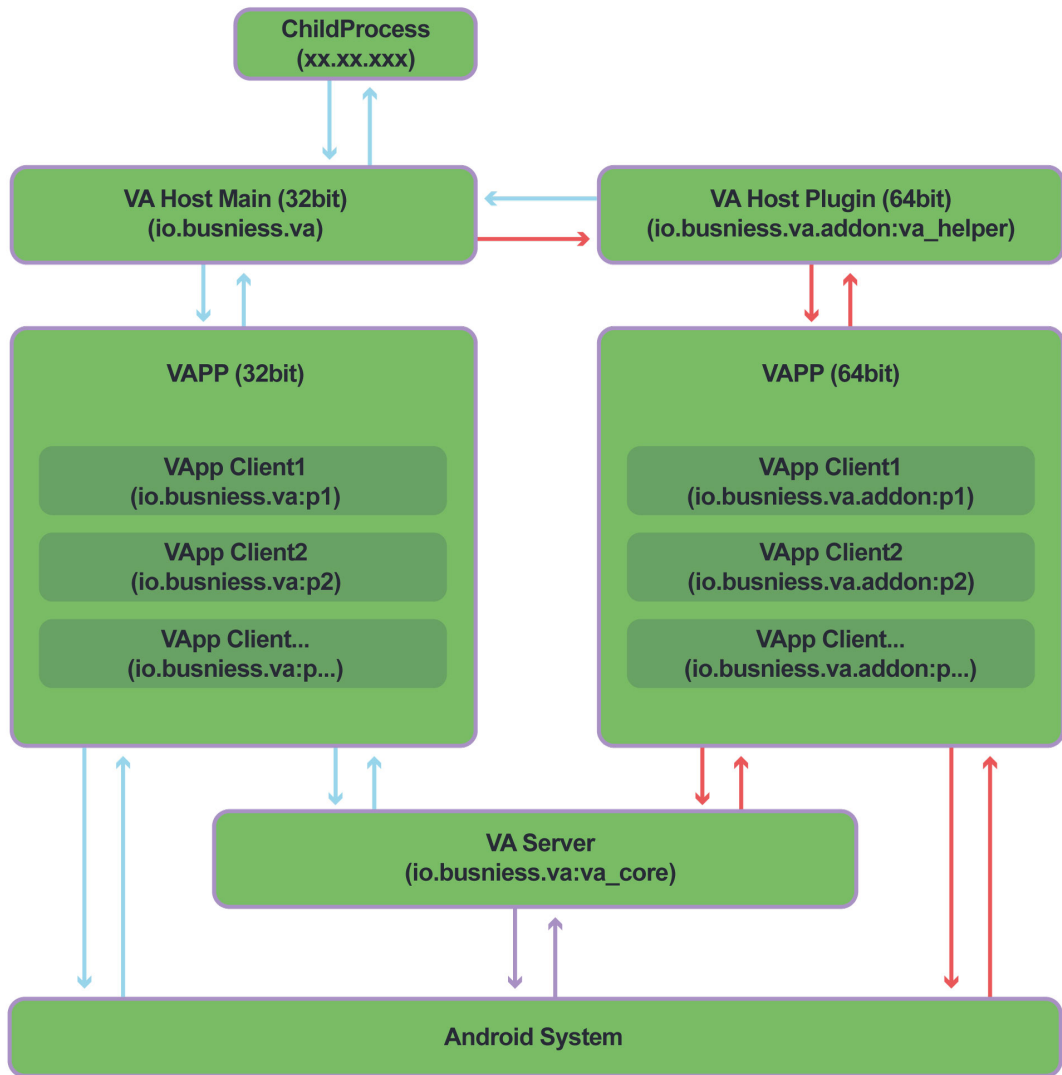 ChildProcess
(xx.xx.xxx)
VA Host Main (32bit)
(io.busniess.va)
VA Host Plugin (64bit)
(io.busniess.va.addon:va_helper)
VAPP (32bit)
VApp Client1
(io.busniess.va:p1)
VApp Client2
(io.busniess.va:p2)
VApp Client...
(io.busniess.va:p...)
VAPP (64bit)
VApp Client1
(io.busniess.va.addon:p1)
VApp Client2
(io.busniess.va.addon:p2)
VApp Client...
(io.busniess.va.addon:p...)
VA Server
(io.busniess.va:va_core)
Android System